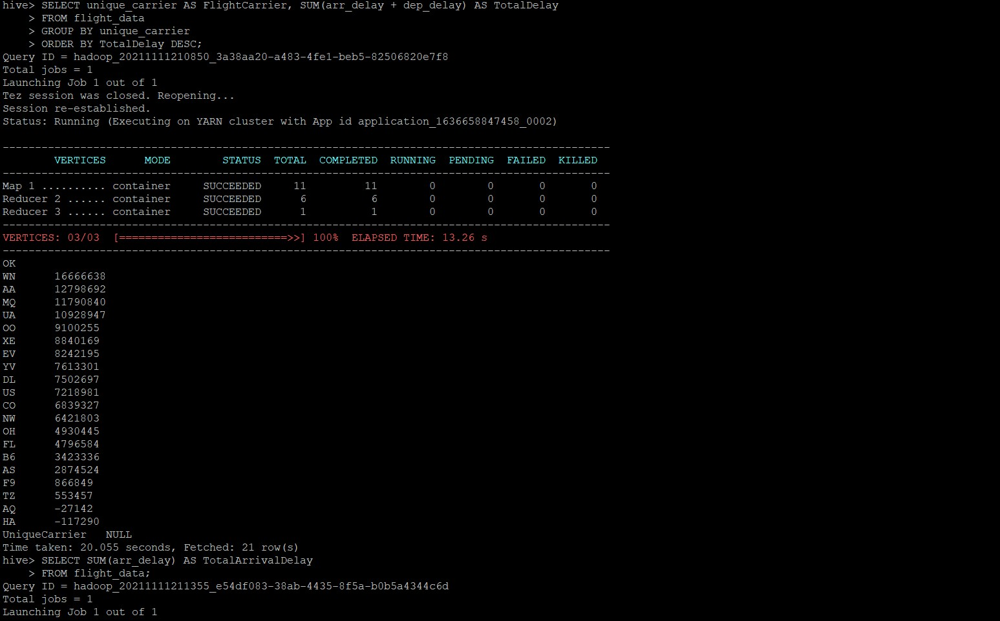 hive> SELECT unique_carrier AS FlightCarrier, SUM(arr_delay + dep_delay) AS TotalDelay
    > FROM flight_data
    > GROUP BY unique_carrier
    > ORDER BY TotalDelay DESC;
Query ID = hadoop_20211111210850_3a38aa20-a483-4fe1-beb5-82506820e7f8
Total jobs = 1
Launching Job 1 out of 1
Tez session was closed. Reopening...
Session re-established.
Status: Running (Executing on YARN cluster with App id application_1636658847458_0002)
----------------------------------------------------------------------------------------------
        VERTICES      MODE        STATUS  TOTAL  COMPLETED  RUNNING  PENDING  FAILED  KILLED
----------------------------------------------------------------------------------------------
Map 1 .......... container     SUCCEEDED     11         11        0        0       0       0
Reducer 2 ...... container     SUCCEEDED      6          6        0        0       0       0
Reducer 3 ...... container     SUCCEEDED      1          1        0        0       0       0
----------------------------------------------------------------------------------------------
VERTICES: 03/03  [==========================>>] 100%  ELAPSED TIME: 13.26 s
----------------------------------------------------------------------------------------------
OK
WN      16666638
AA      12798692
MQ      11790840
UA      10928947
OO      9100255
XE      8840169
EV      8242195
YV      7613301
DL      7502697
US      7218981
CO      6839327
NW      6421803
OH      4930445
FL      4796584
B6      3423336
AS      2874524
F9      866849
TZ      553457
AQ      -27142
HA      -117290
UniqueCarrier   NULL
Time taken: 20.055 seconds, Fetched: 21 row(s)
hive> SELECT SUM(arr_delay) AS TotalArrivalDelay
    > FROM flight_data;
Query ID = hadoop_20211111211355_e54df083-38ab-4435-8f5a-b0b5a4344c6d
Total jobs = 1
Launching Job 1 out of 1